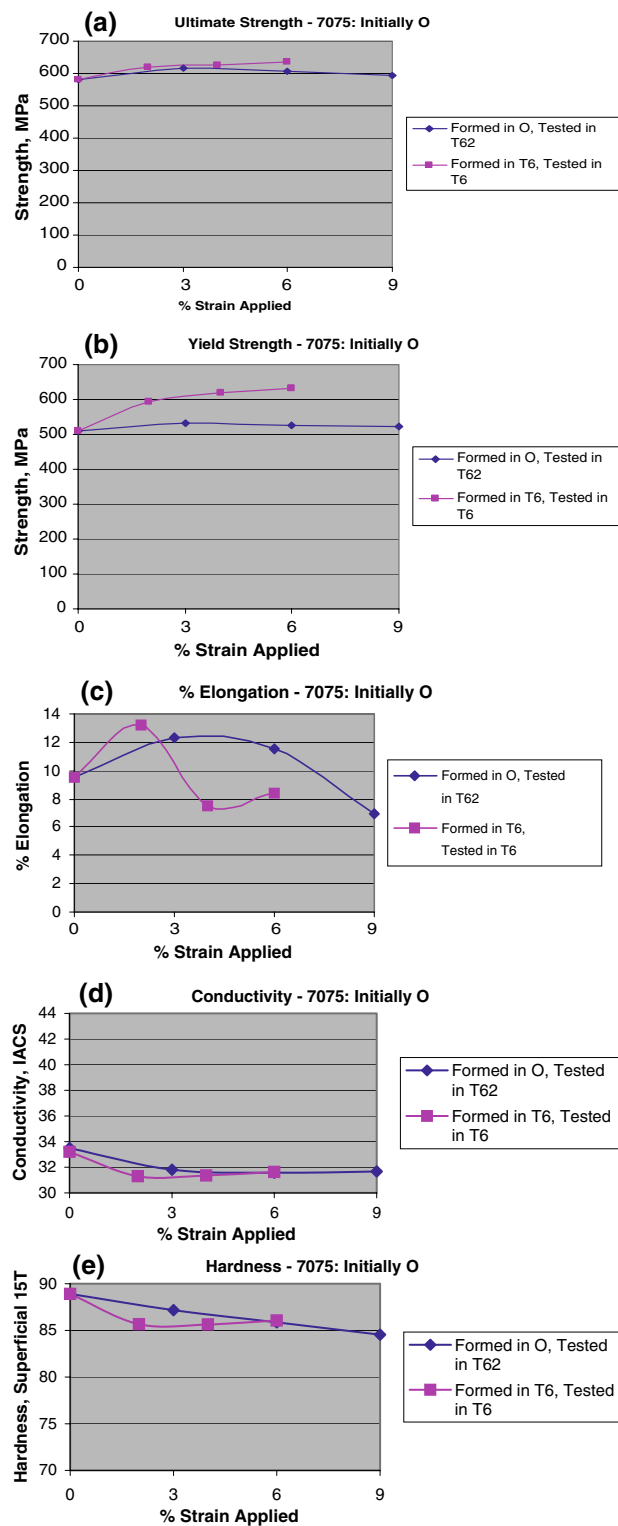 (a)
Ultimate Strength - 7075: Initially O
Strength, MPa
700
600
500
400
300
200
100
0
0 3 6 9
% Strain Applied
Formed in O, Tested in
T62
Formed in T6, Tested in
T6
(b)
Yield Strength - 7075: Initially O
Strength, MPa
700
600
500
400
300
200
100
0
0 3 6 9
% Strain Applied
Formed in O, Tested in
T62
Formed in T6, Tested in
T6
(c)
% Elongation - 7075: Initially O
% Elongation
14
12
10
8
6
4
2
0
0 3 6 9
% Strain Applied
Formed in O, Tested
in T62
Formed in T6,
Tested in T6
(d)
Conductivity - 7075: Initially O
Conductivity, IACS
44
42
40
38
36
34
32
30
0 3 6 9
% Strain Applied
Formed in O, Tested
in T62
Formed in T6, Tested
in T6
(e)
Hardness - 7075: Initially O
Hardness, Superficial 15T
90
85
80
75
70
0 3 6 9
% Strain Applied
Formed in O, Tested
in T62
Formed in T6, Tested
in T6